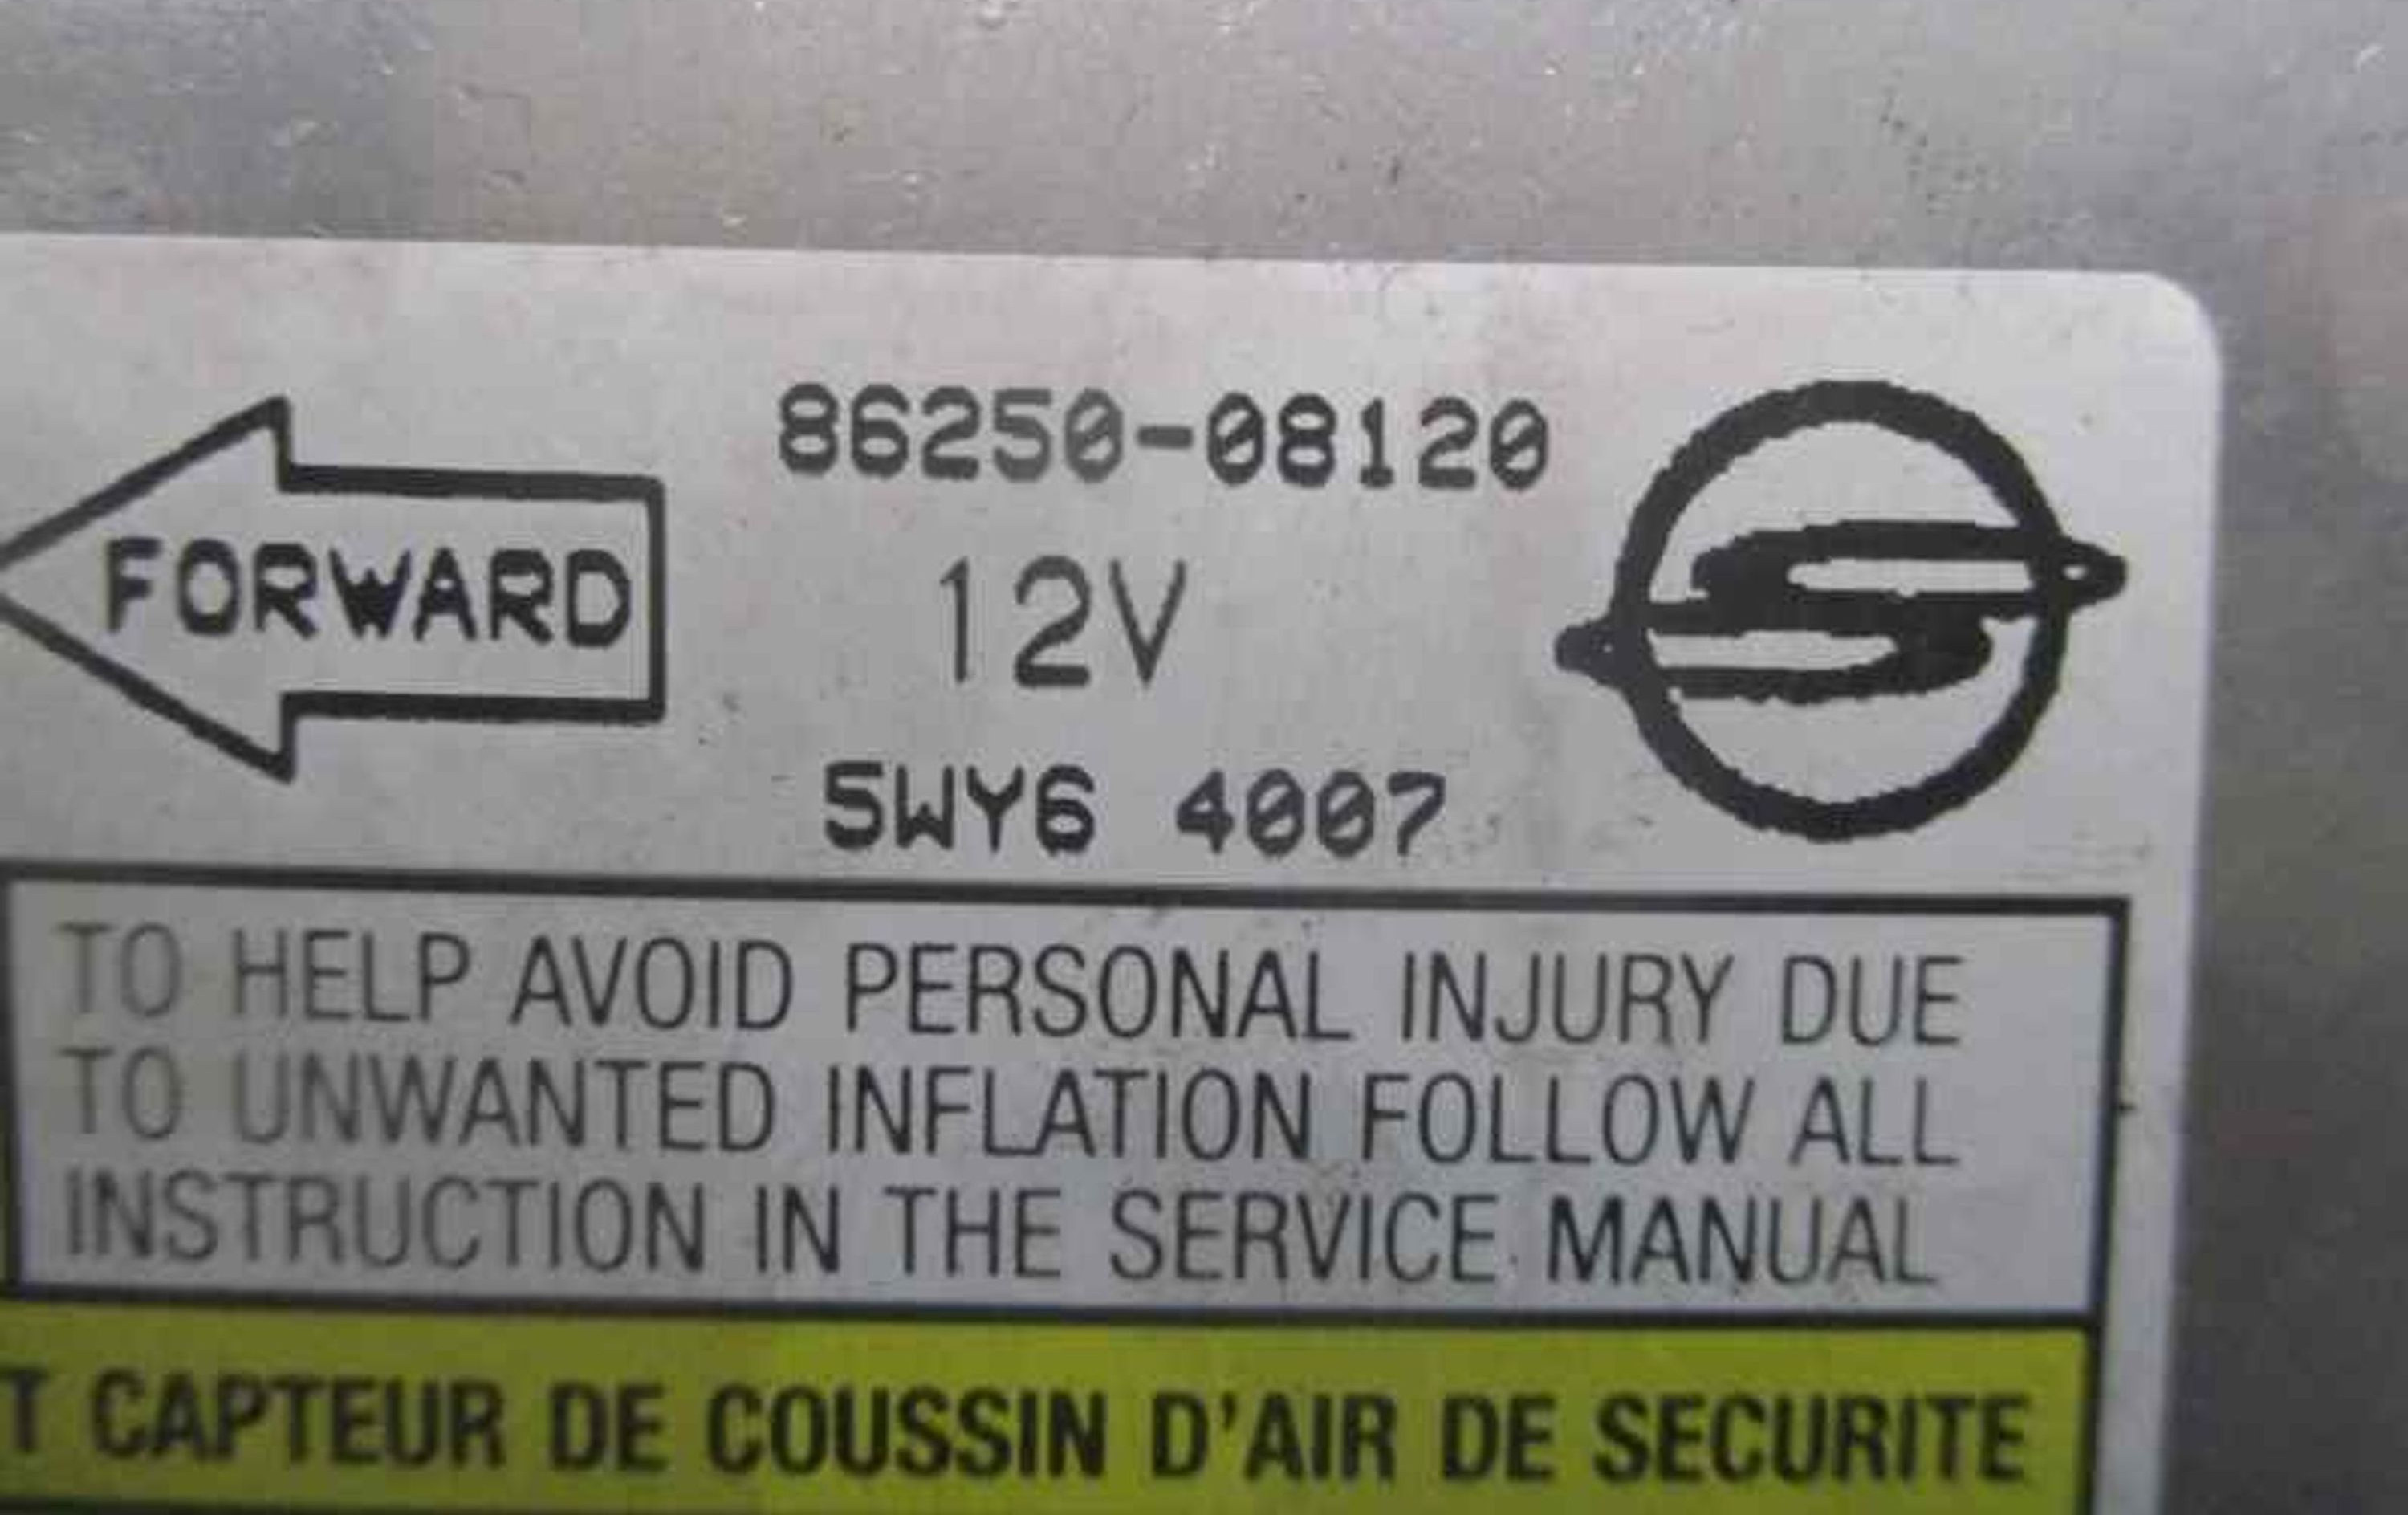 86250-08120
FORWARD
12V
5WY6 4007
TO HELP AVOID PERSONAL INJURY DUE
TO UNWANTED INFLATION FOLLOW ALL
INSTRUCTION IN THE SERVICE MANUAL
T CAPTEUR DE COUSSIN D'AIR DE SECURITE